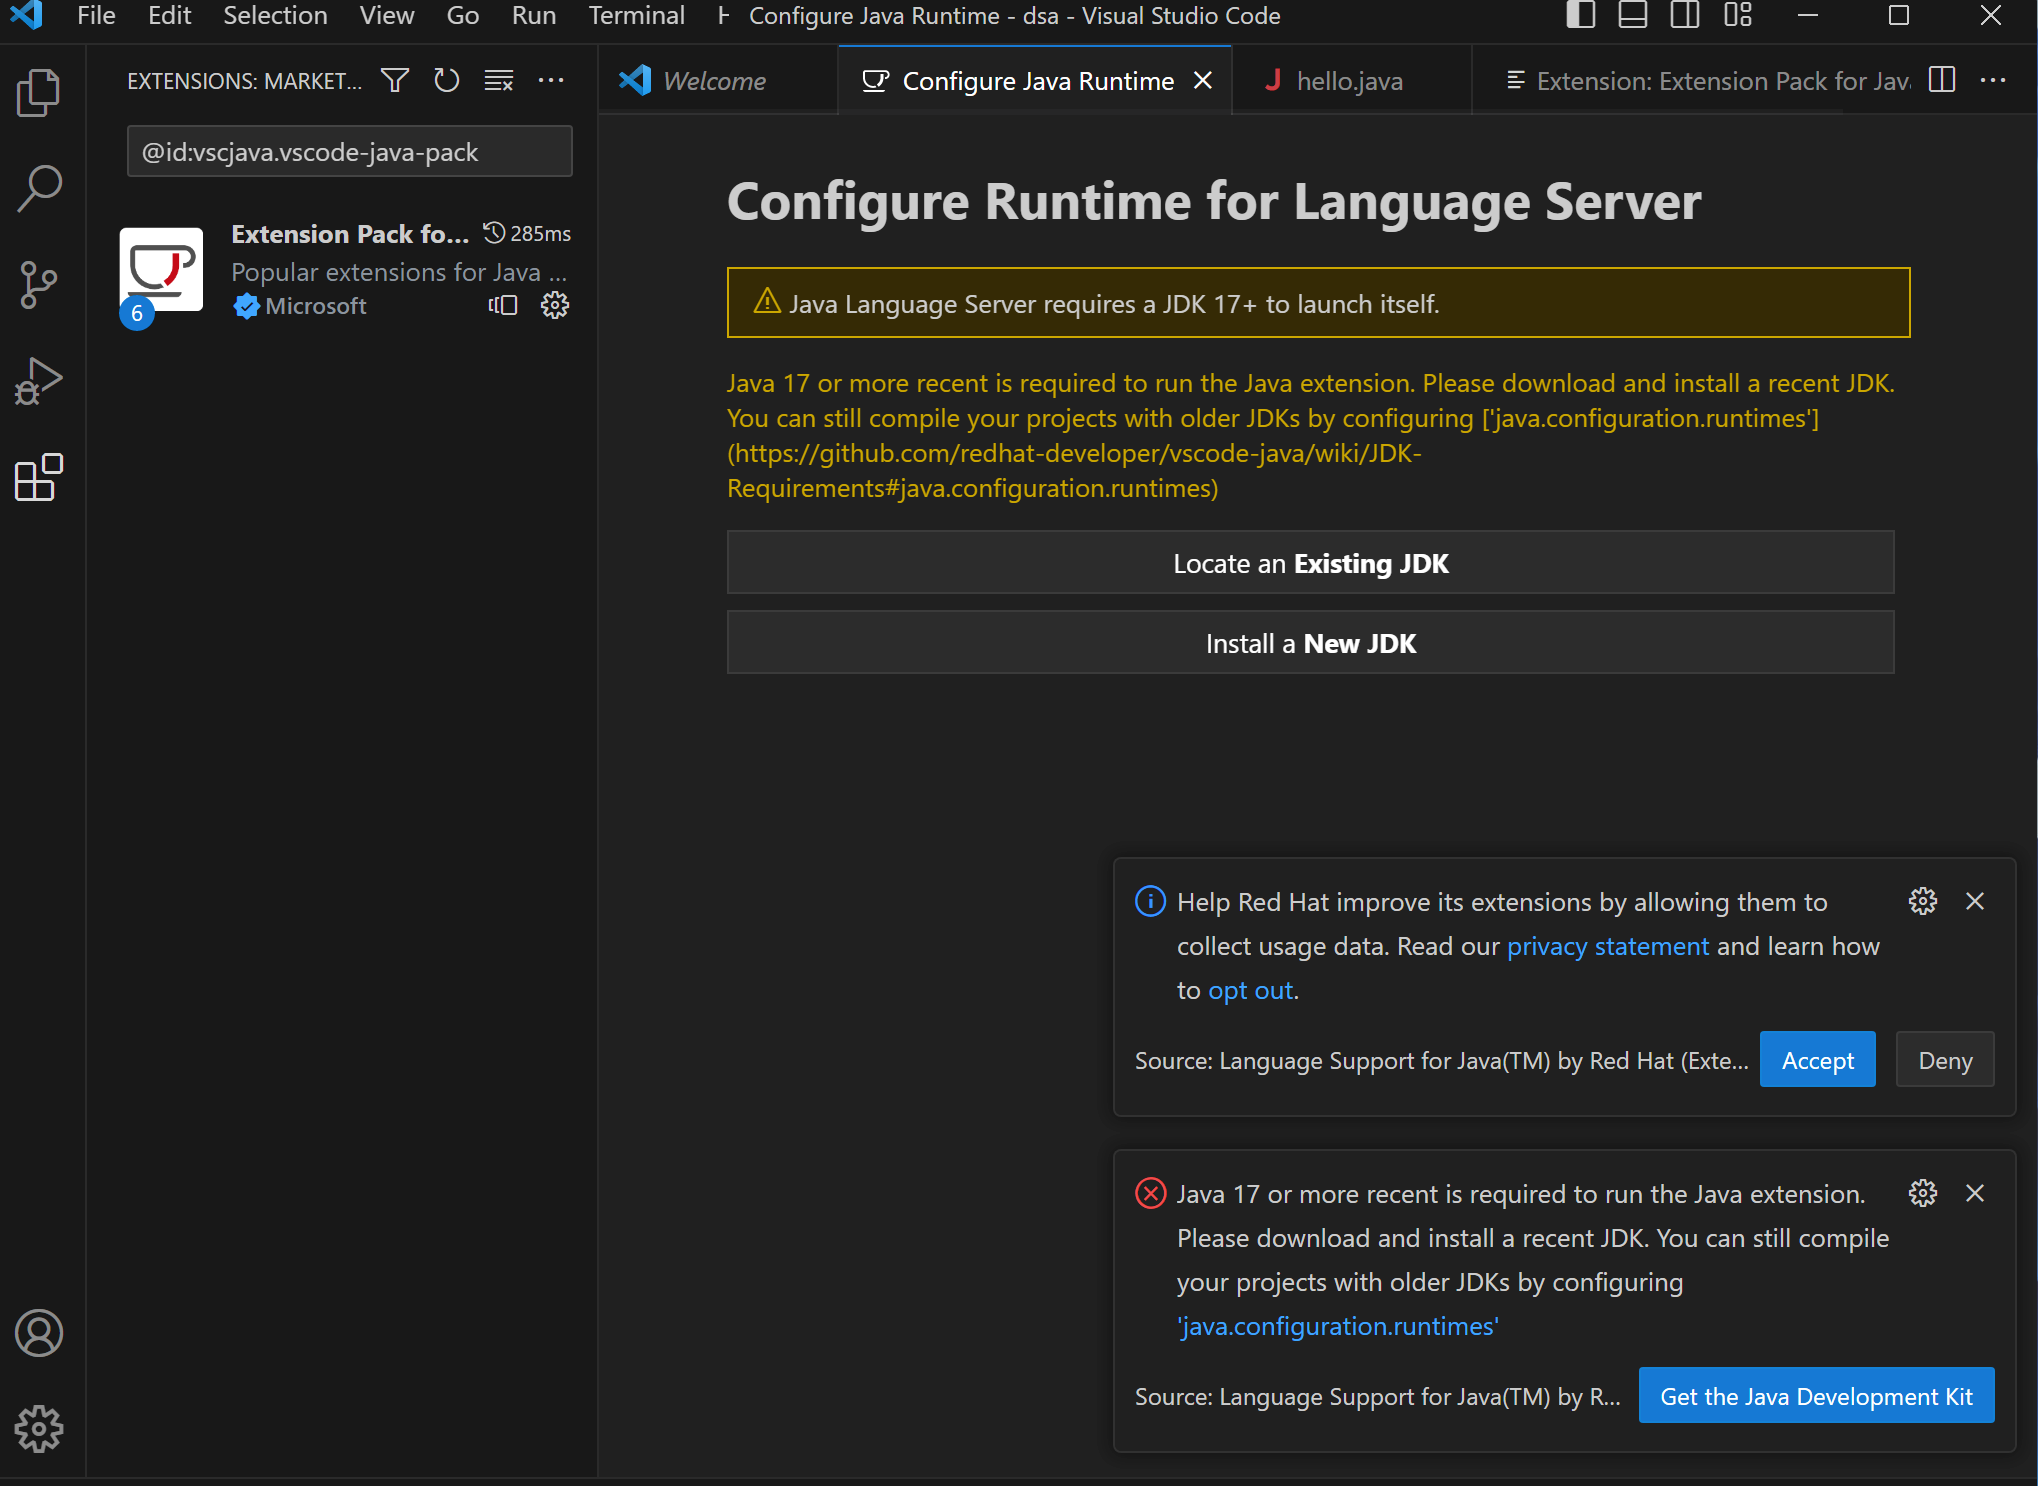 File Edit Selection View Go Run Terminal Configure Java Runtime - dsa - Visual Studio Code
EXTENSIONS: MARKET...
Welcome
Configure Java Runtime
J hello.java
Extension: Extension Pack for Jav
@id:vscjava.vscode-java-pack
Extension Pack fo... 285ms
Popular extensions for Java ...
Microsoft
6
Configure Runtime for Language Server
Java Language Server requires a JDK 17+ to launch itself.
Java 17 or more recent is required to run the Java extension. Please download and install a recent JDK.
You can still compile your projects with older JDKs by configuring ['java.configuration.runtimes']
(https://github.com/redhat-developer/vscode-java/wiki/JDK-
Requirements#java.configuration.runtimes)
Locate an Existing JDK
Install a New JDK
Help Red Hat improve its extensions by allowing them to
collect usage data. Read our privacy statement and learn how
to opt out.
Source: Language Support for Java(TM) by Red Hat (Exte... Accept Deny
Java 17 or more recent is required to run the Java extension.
Please download and install a recent JDK. You can still compile
your projects with older JDKs by configuring
'java.configuration.runtimes'
Source: Language Support for Java(TM) by R... Get the Java Development Kit